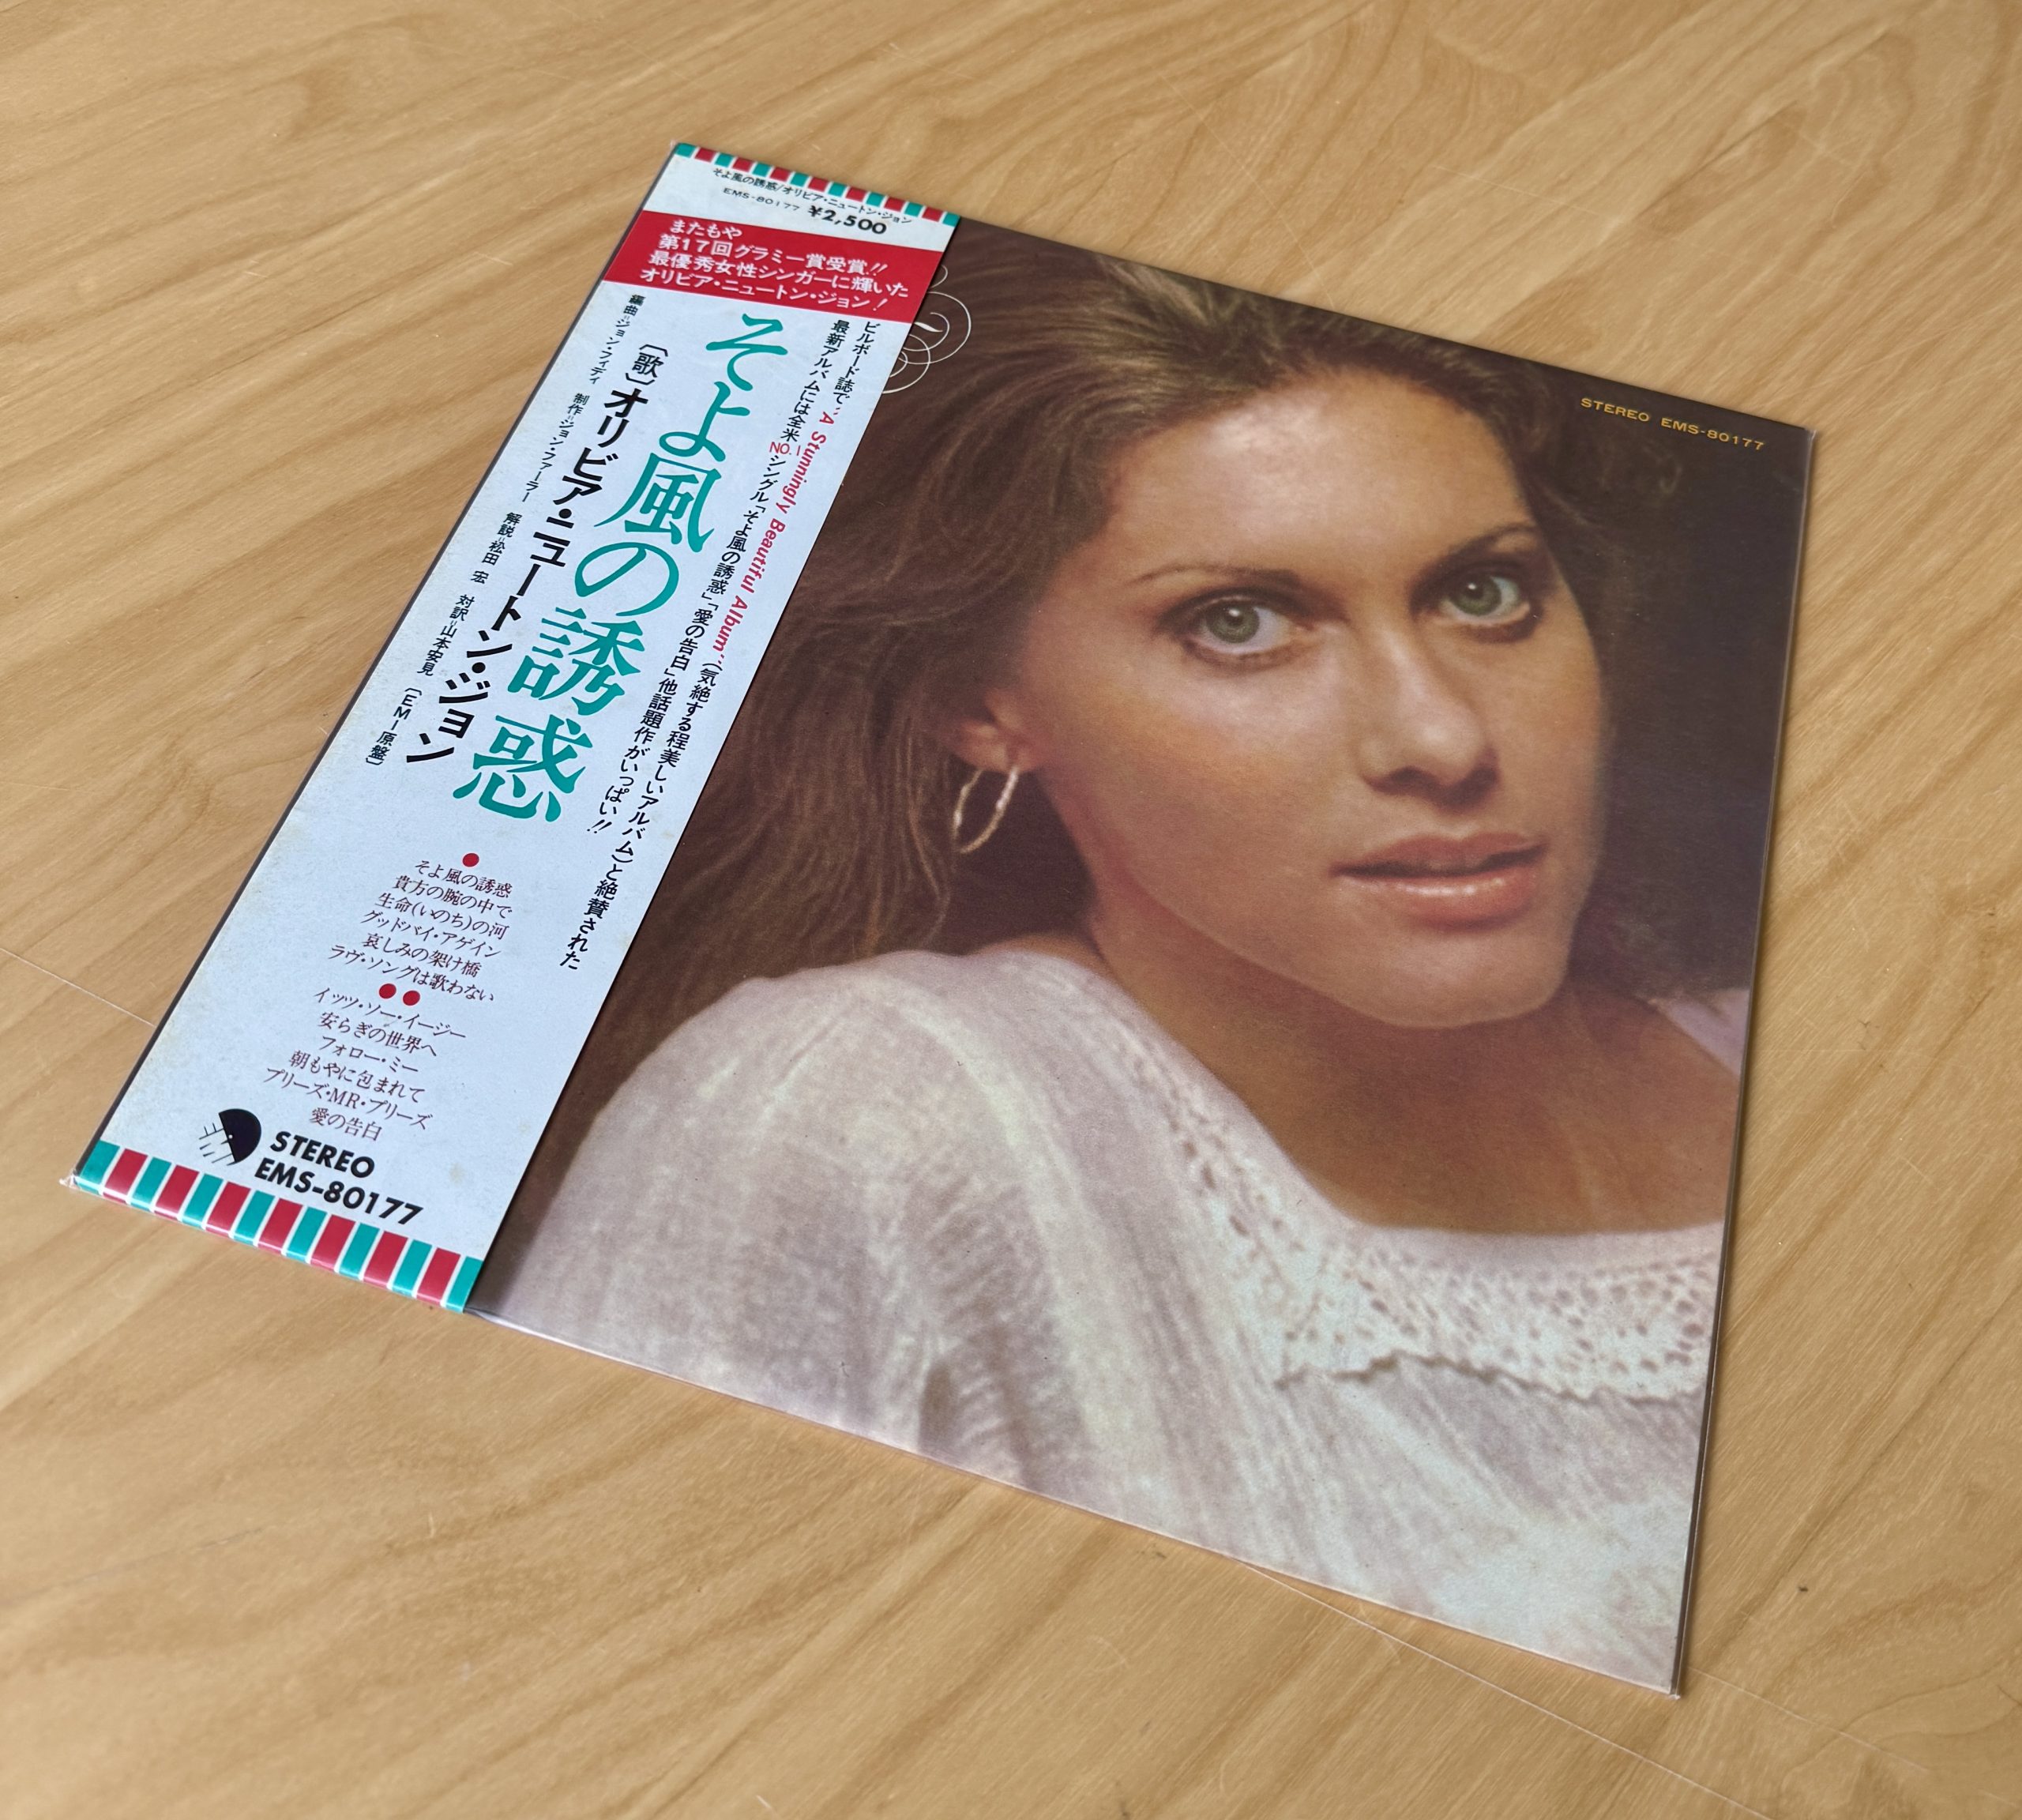 そよ風の誘惑/オリビア・ニュートン・ジョン
EMS-80177 ¥2,500
またもや
第17回グラミー賞受賞!!
最優秀女性シンガーに輝いた
オリビア・ニュートン・ジョン!
ビルボード誌で“A Stunningly Beautiful Album”(気絶する程美しいアルバム)と絶賛された
最新アルバムには全米NO.1シングル「そよ風の誘惑」「愛の告白」他話題作がいっぱい!!
そよ風の誘惑
〔歌〕オリビア・ニュートン・ジョン
編曲=ジョン・フィディ 制作=ジョン・ファーラー 解説=松田 宏 対訳=山本安見 〔EMI原盤〕
●
そよ風の誘惑
貴方の腕の中で
生命(いのち)の河
グッドバイ・アゲイン
哀しみの架け橋
ラヴ・ソングは歌わない
●●
イッツ・ソー・イージー
安らぎの世界へ
フォロー・ミー
朝もやに包まれて
プリーズ・MR・プリーズ
愛の告白
STEREO
EMS-80177
STEREO EMS-80177